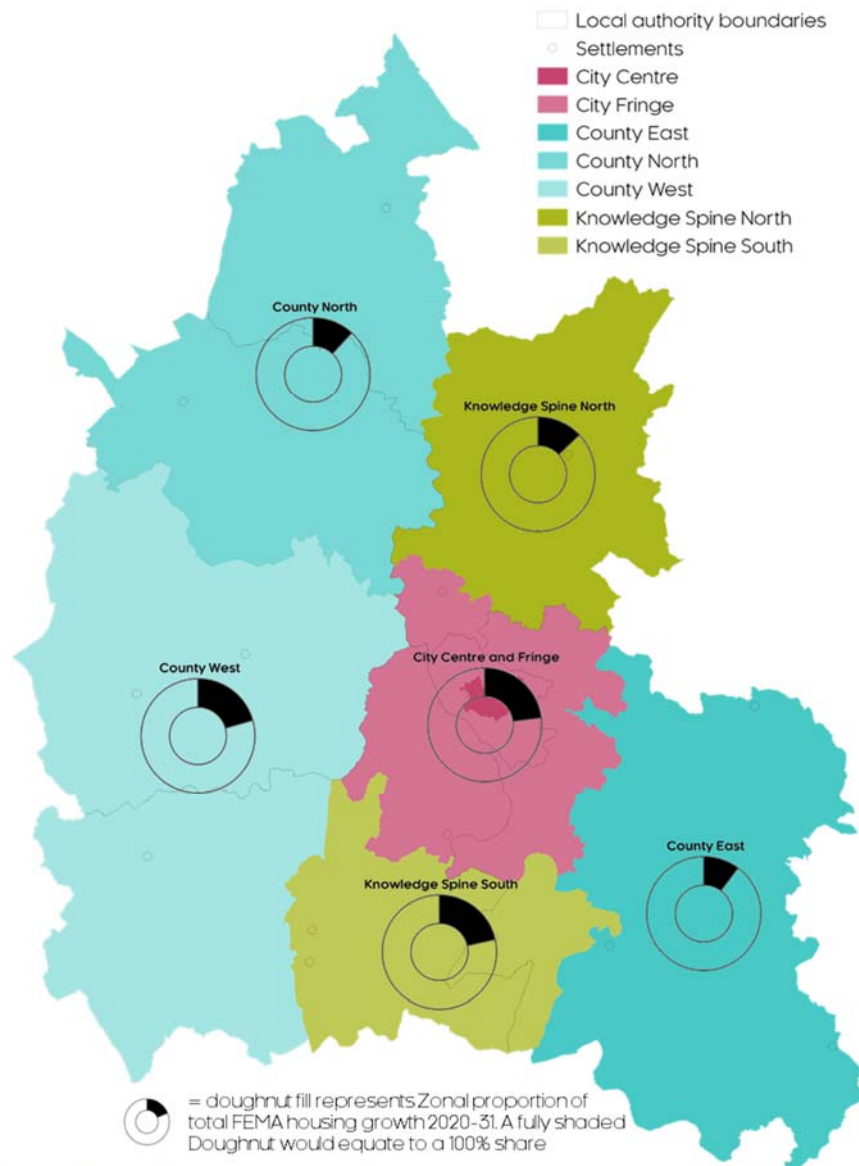 Local authority boundaries
Settlements
City Centre
City Fringe
County East
County North
County West
Knowledge Spine North
Knowledge Spine South
County North
Knowledge Spine North
County West
City Centre and Fringe
County East
Knowledge Spine South
= doughnut fill represents Zonal proportion of
total FEMA housing growth 2020-31. A fully shaded
Doughnut would equate to a 100% share